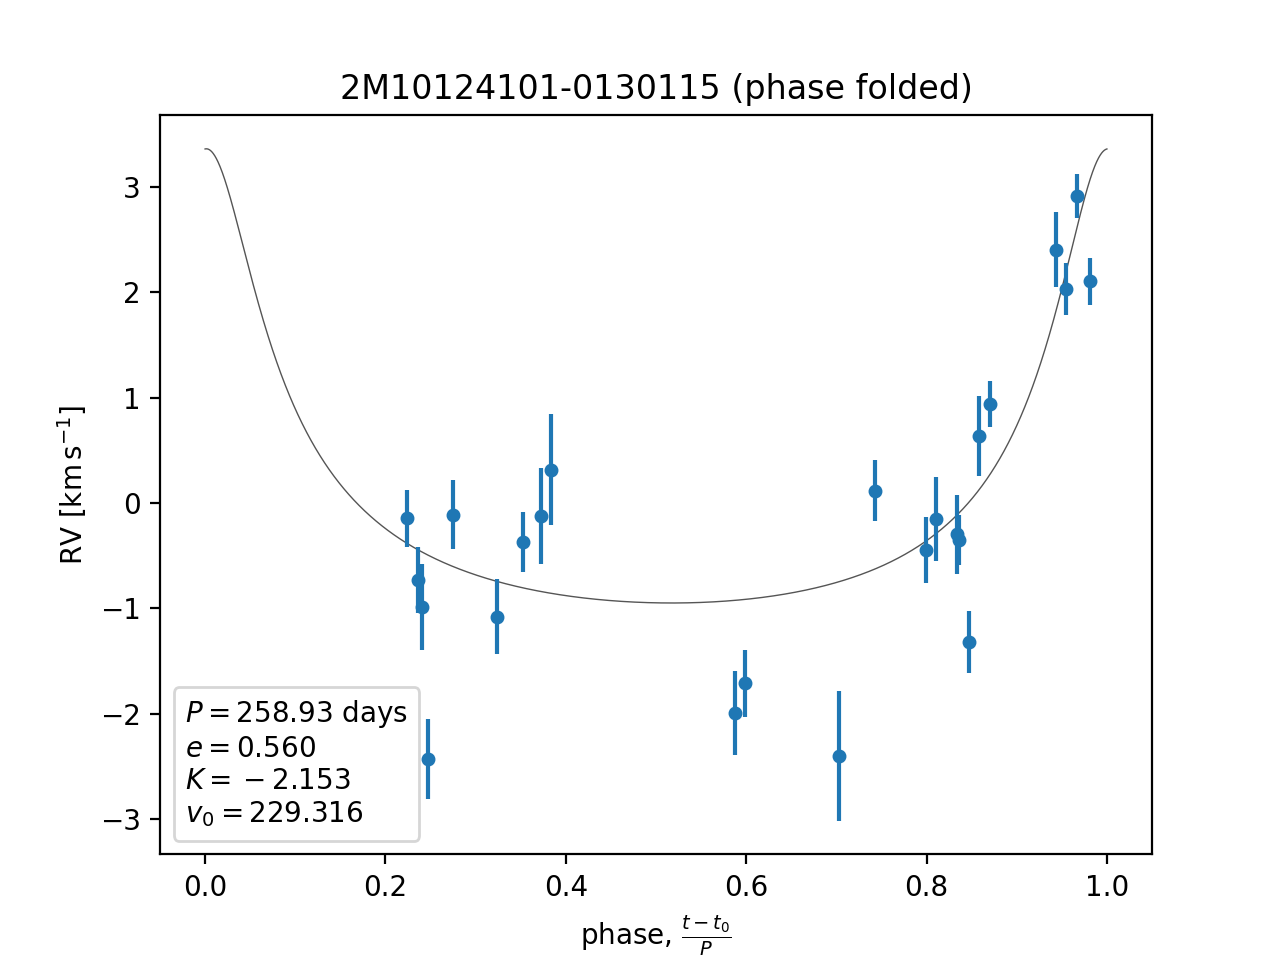 2M10124101-0130115 (phase folded)
RV [km s⁻¹]
3
2
1
0
−1
−2
−3
P = 258.93 days
e = 0.560
K = −2.153
v₀ = 229.316
0.0 0.2 0.4 0.6 0.8 1.0
phase, (t − t₀)/P